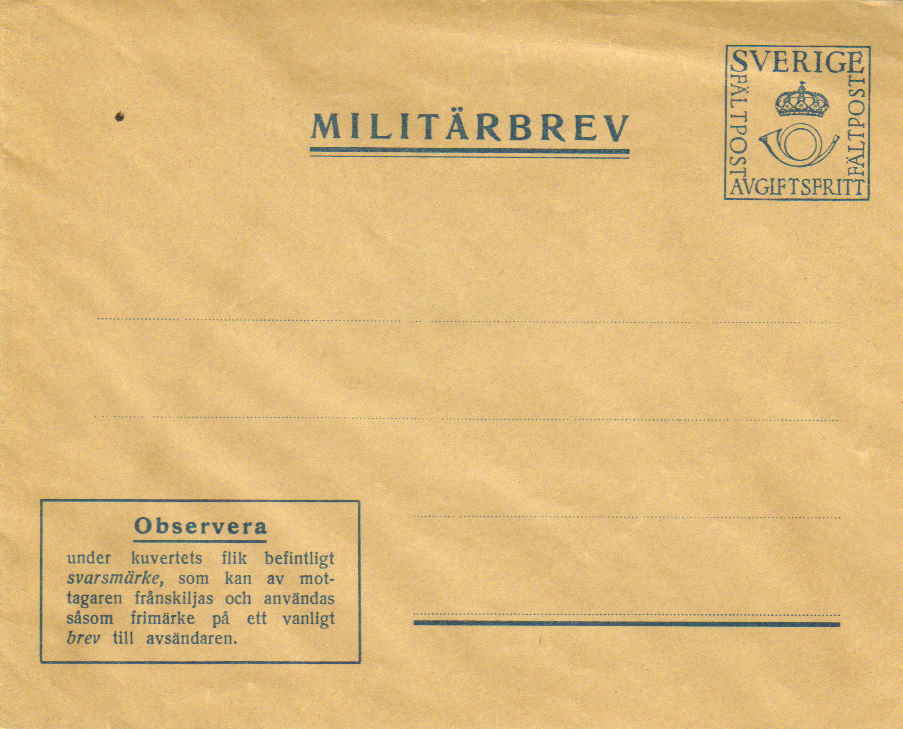 MILITÄRBREV
SVERIGE
FÄLTPOST
FÄLTPOST
AVGIFTSFRITT
Observera
under kuvertets flik befintligt
svarsmärke, som kan av mot-
tagaren frånskiljas och användas
såsom frimärke på ett vanligt
brev till avsändaren.